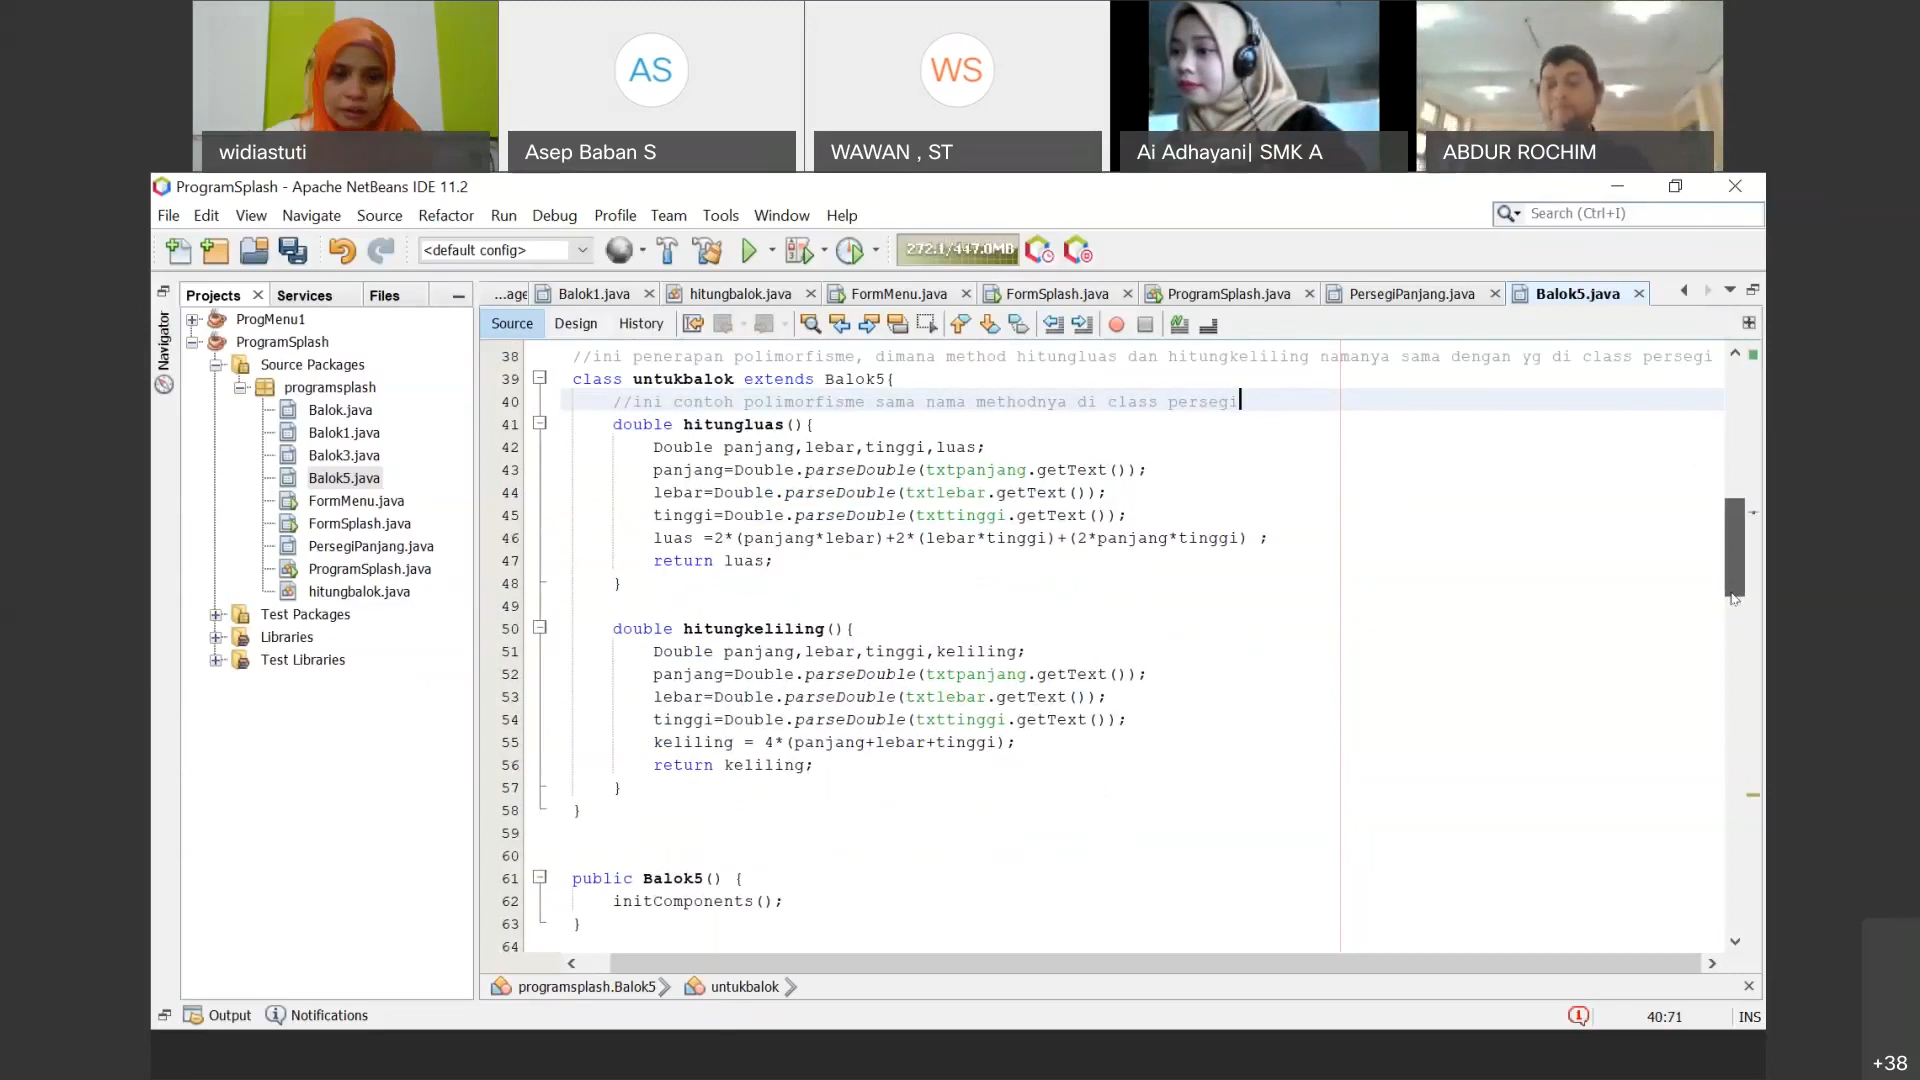 AS
WS
widiastuti
Asep Baban S
WAWAN , ST
Ai Adhayani| SMK A
ABDUR ROCHIM
ProgramSplash - Apache NetBeans IDE 11.2
File Edit View Navigate Source Refactor Run Debug Profile Team Tools Window Help
Search (Ctrl+I)
<default config>
272.1/447.0MB
Projects Services Files
...age Balok1.java hitungbalok.java FormMenu.java FormSplash.java ProgramSplash.java PersegiPanjang.java Balok5.java
Source Design History
Navigator
ProgMenu1
ProgramSplash
Source Packages
programsplash
Balok.java
Balok1.java
Balok3.java
Balok5.java
FormMenu.java
FormSplash.java
PersegiPanjang.java
ProgramSplash.java
hitungbalok.java
Test Packages
Libraries
Test Libraries
38 //ini penerapan polimorfisme, dimana method hitungluas dan hitungkeliling namanya sama dengan yg di class persegi
39 class untukbalok extends Balok5{
40 //ini contoh polimorfisme sama nama methodnya di class persegi
41 double hitungluas(){
42 Double panjang,lebar,tinggi,luas;
43 panjang=Double.parseDouble(txtpanjang.getText());
44 lebar=Double.parseDouble(txtlebar.getText());
45 tinggi=Double.parseDouble(txttinggi.getText());
46 luas =2*(panjang*lebar)+2*(lebar*tinggi)+(2*panjang*tinggi) ;
47 return luas;
48 }
49
50 double hitungkeliling(){
51 Double panjang,lebar,tinggi,keliling;
52 panjang=Double.parseDouble(txtpanjang.getText());
53 lebar=Double.parseDouble(txtlebar.getText());
54 tinggi=Double.parseDouble(txttinggi.getText());
55 keliling = 4*(panjang+lebar+tinggi);
56 return keliling;
57 }
58 }
59
60
61 public Balok5() {
62 initComponents();
63 }
64
programsplash.Balok5 untukbalok
Output Notifications
40:71 INS
+38